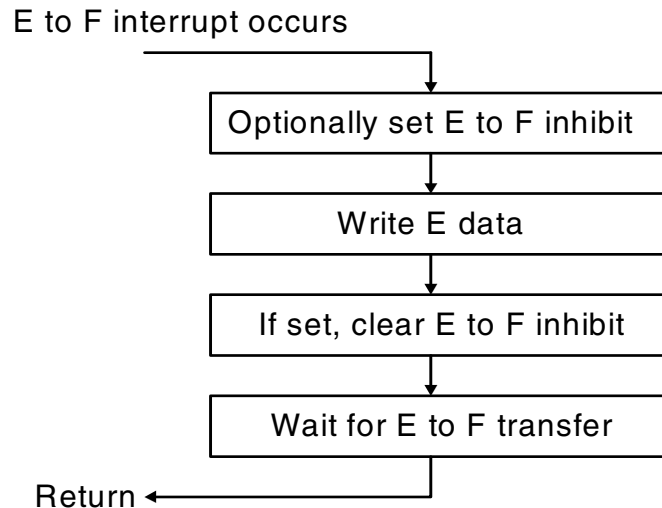 E to F interrupt occurs
Optionally set E to F inhibit
Write E data
If set, clear E to F inhibit
Wait for E to F transfer
Return